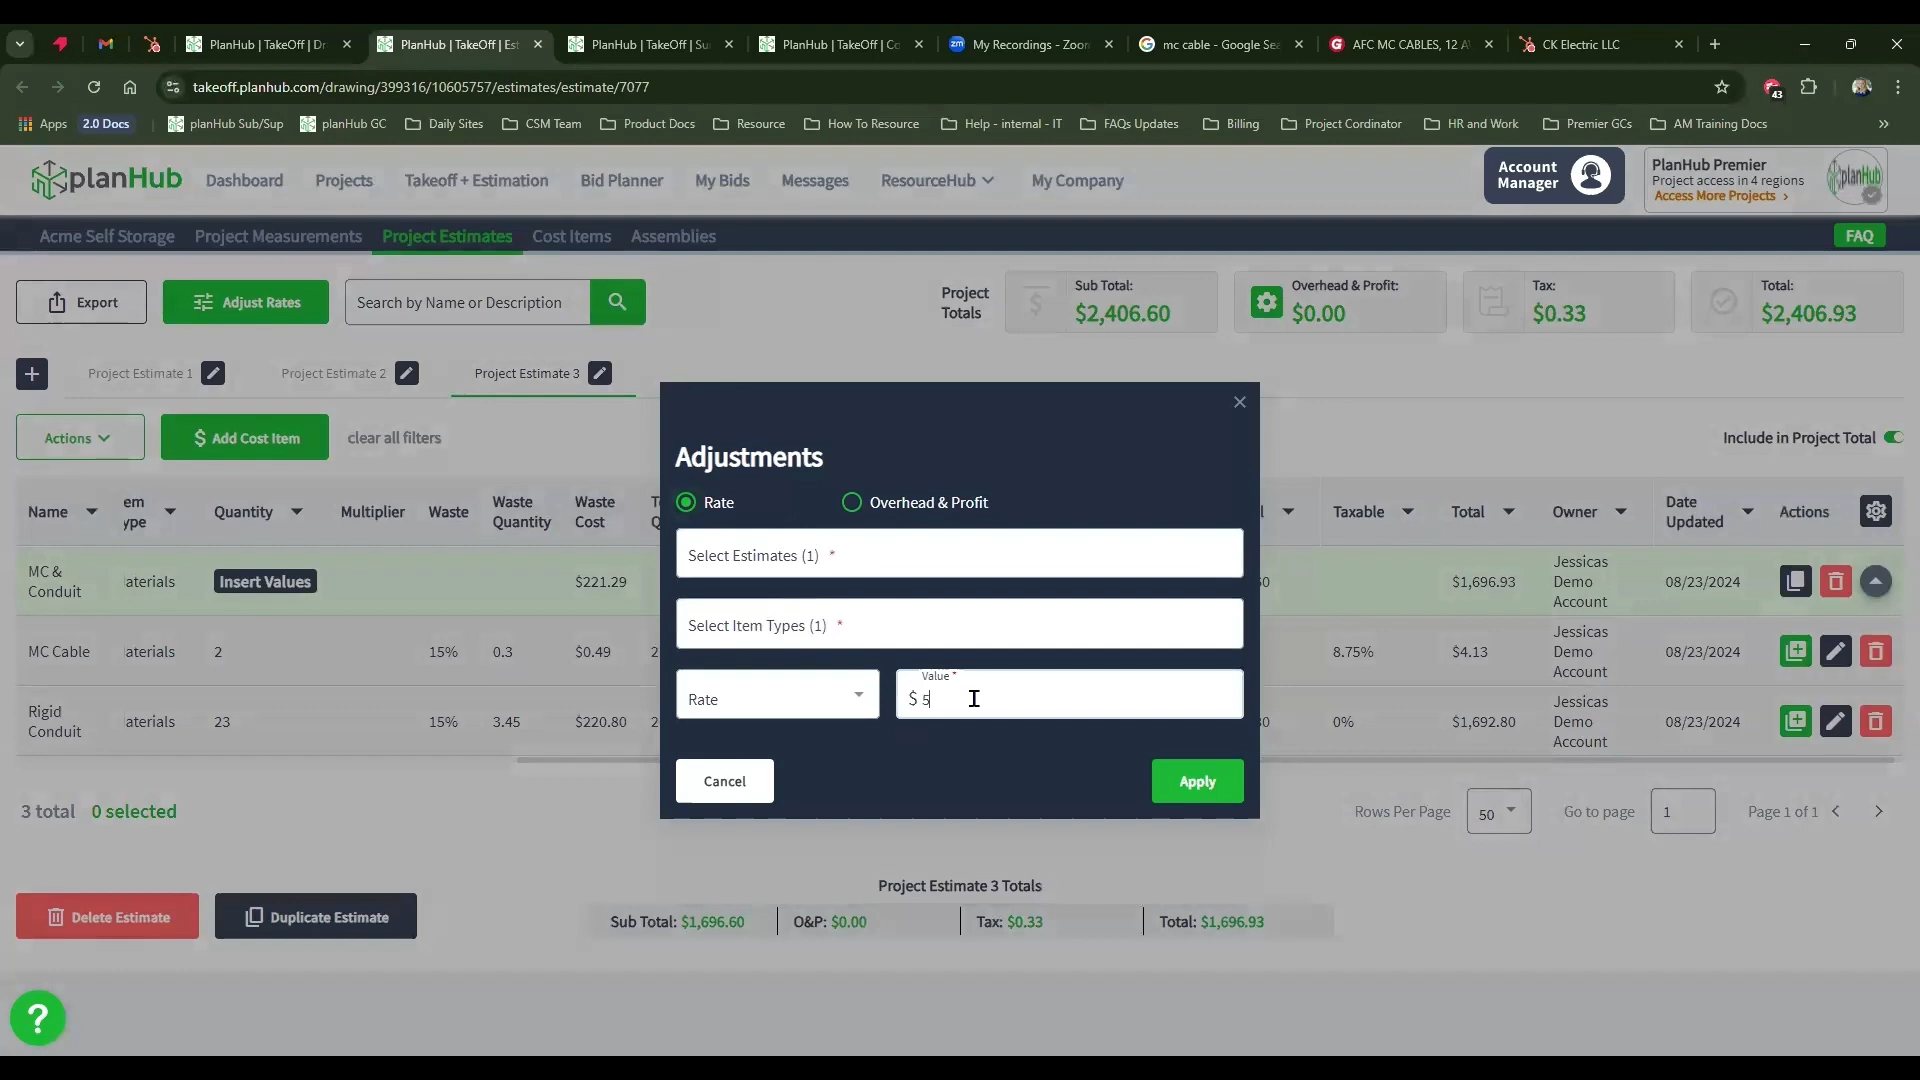 PlanHub | TakeOff | Dr
PlanHub | TakeOff | Est
PlanHub | TakeOff | Su
PlanHub | TakeOff | Co
zm My Recordings - Zoom
mc cable - Google Sea
AFC MC CABLES, 12 A
CK Electric LLC
takeoff.planhub.com/drawing/399316/10605757/estimates/estimate/7077
43
Apps
2.0 Docs
planHub Sub/Sup
planHub GC
Daily Sites
CSM Team
Product Docs
Resource
How To Resource
Help - internal - IT
FAQs Updates
Billing
Project Cordinator
HR and Work
Premier GCs
AM Training Docs
planHub
Dashboard
Projects
Takeoff + Estimation
Bid Planner
My Bids
Messages
ResourceHub
My Company
Account
Manager
PlanHub Premier
Project access in 4 regions
Access More Projects
planHub
Acme Self Storage
Project Measurements
Project Estimates
Cost Items
Assemblies
FAQ
Export
Adjust Rates
Search by Name or Description
Project
Totals
Sub Total:
$2,406.60
Overhead & Profit:
$0.00
Tax:
$0.33
Total:
$2,406.93
Project Estimate 1
Project Estimate 2
Project Estimate 3
Actions
$ Add Cost Item
clear all filters
Include in Project Total
Name
em
ype
Quantity
Multiplier
Waste
Waste
Quantity
Waste
Cost
Taxable
Total
Owner
Date
Updated
Actions
MC &
Conduit
aterials
Insert Values
$221.29
$1,696.93
Jessicas
Demo
Account
08/23/2024
MC Cable
aterials
2
15%
0.3
$0.49
2
8.75%
$4.13
Jessicas
Demo
Account
08/23/2024
Rigid
Conduit
aterials
23
15%
3.45
$220.80
2
0%
$1,692.80
Jessicas
Demo
Account
08/23/2024
Adjustments
Rate
Overhead & Profit
Select Estimates (1) *
Select Item Types (1) *
Rate
Value *
$ 5
Cancel
Apply
3 total
0 selected
Rows Per Page
50
Go to page
1
Page 1 of 1
Delete Estimate
Duplicate Estimate
Project Estimate 3 Totals
Sub Total: $1,696.60
O&P: $0.00
Tax: $0.33
Total: $1,696.93
?